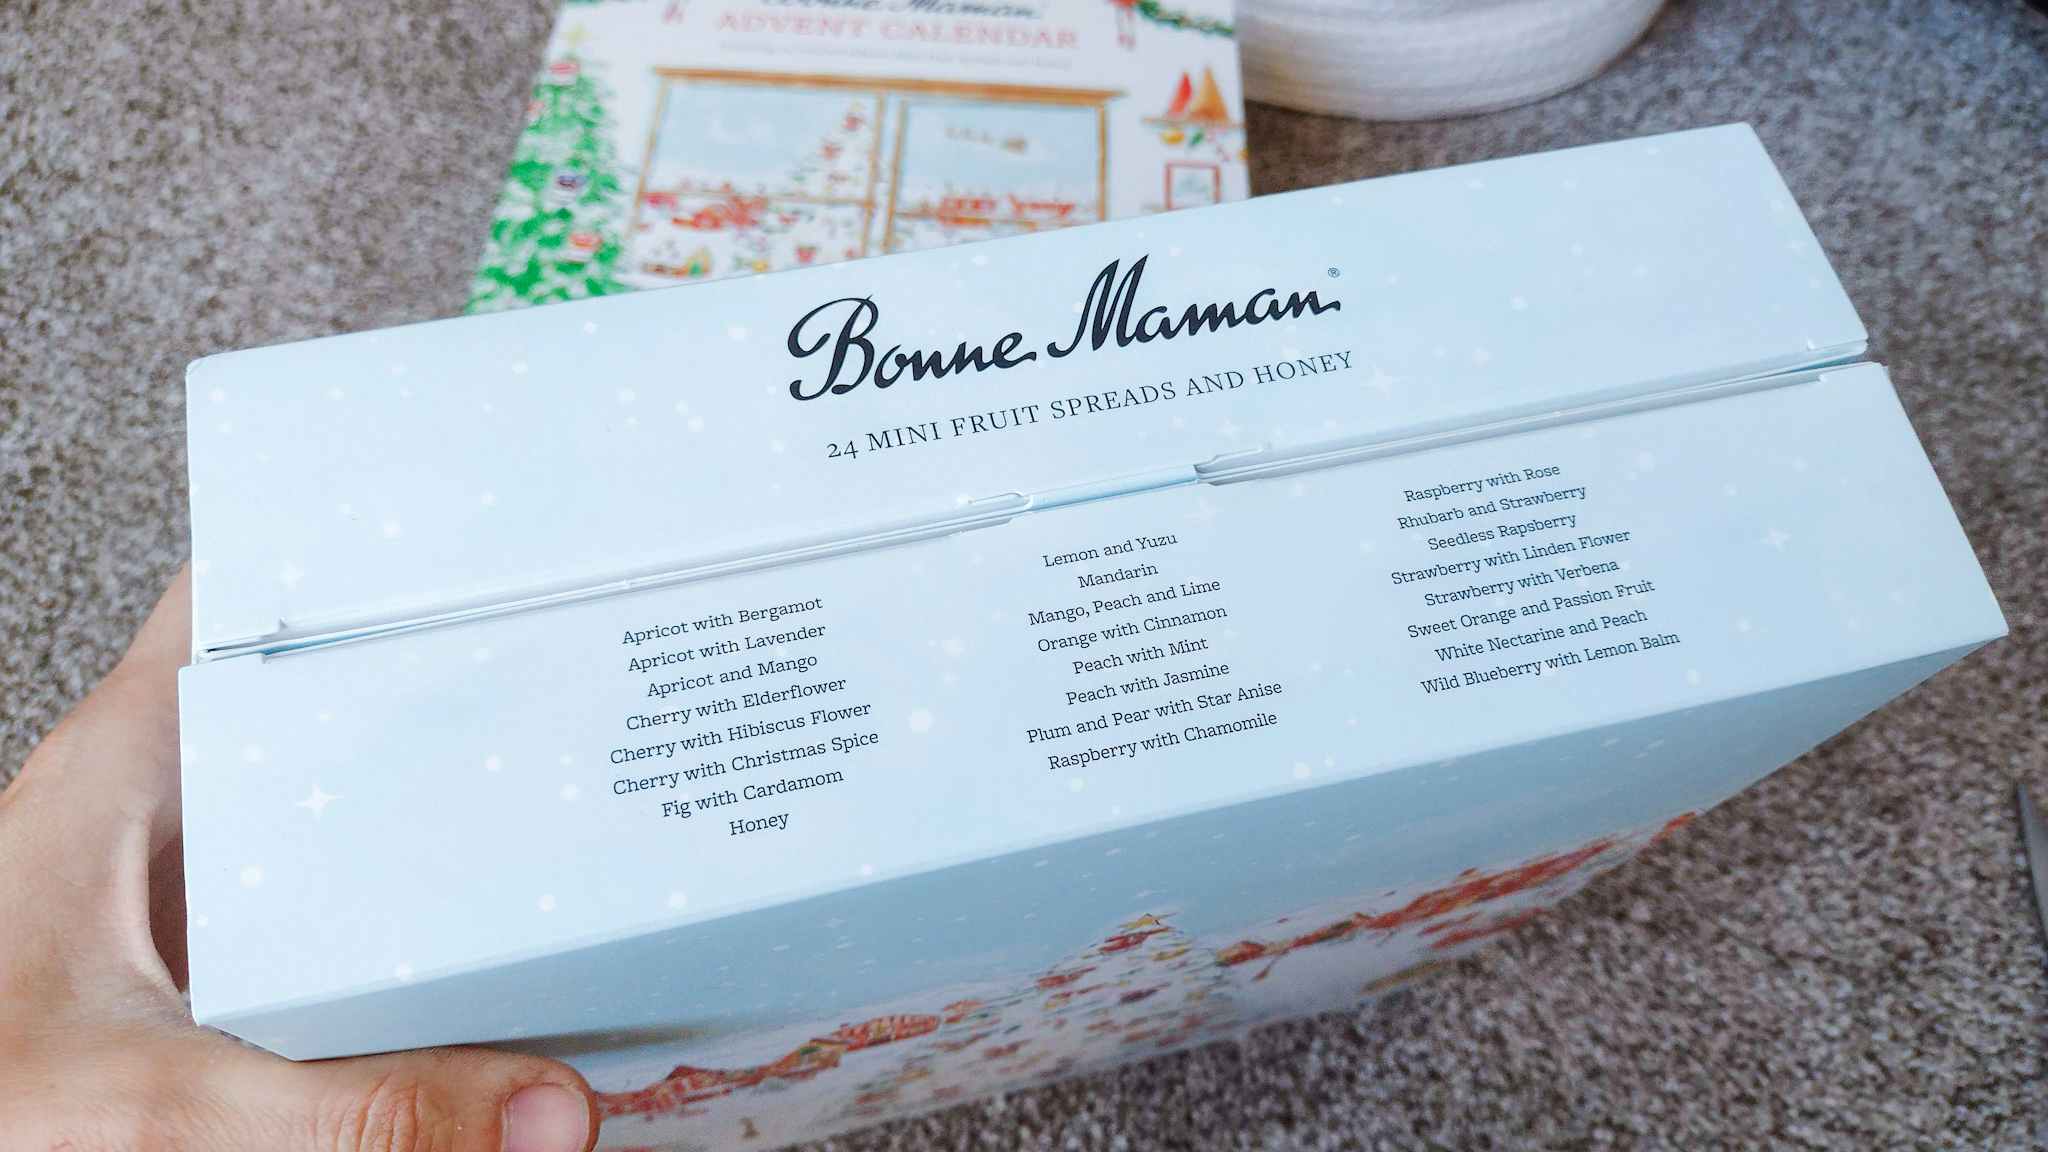 Bonne Maman
ADVENT CALENDAR
Bonne Maman®
24 MINI FRUIT SPREADS AND HONEY
Apricot with Bergamot
Apricot with Lavender
Apricot and Mango
Cherry with Elderflower
Cherry with Hibiscus Flower
Cherry with Christmas Spice
Fig with Cardamom
Honey
Lemon and Yuzu
Mandarin
Mango, Peach and Lime
Orange with Cinnamon
Peach with Mint
Peach with Jasmine
Plum and Pear with Star Anise
Raspberry with Chamomile
Raspberry with Rose
Rhubarb and Strawberry
Seedless Rapsberry
Strawberry with Linden Flower
Strawberry with Verbena
Sweet Orange and Passion Fruit
White Nectarine and Peach
Wild Blueberry with Lemon Balm